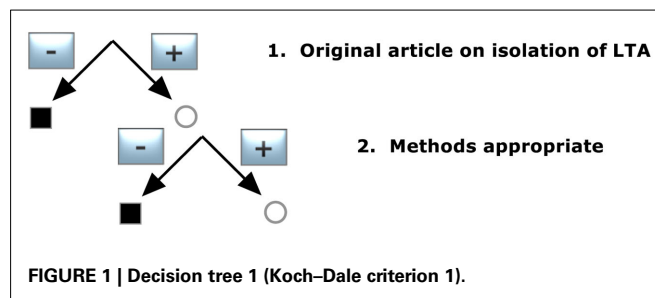 - +
1. Original article on isolation of LTA
- +
2. Methods appropriate
FIGURE 1 | Decision tree 1 (Koch–Dale criterion 1).